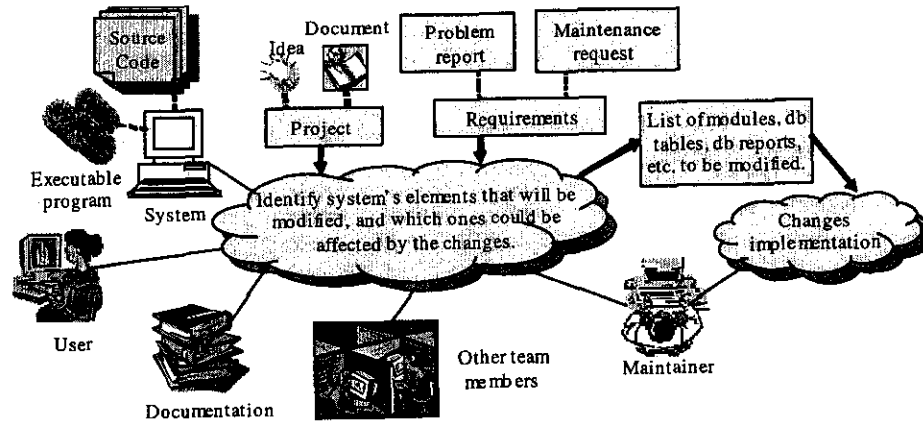 Source
Code
Idea
Document
Problem
report
Maintenance
request
Project
Requirements
List of modules, db
tables, db reports,
etc. to be modified.
Executable
program
System
Identify system's elements that will be
modified, and which ones could be
affected by the changes.
Changes
implementation
User
Documentation
Other team
members
Maintainer